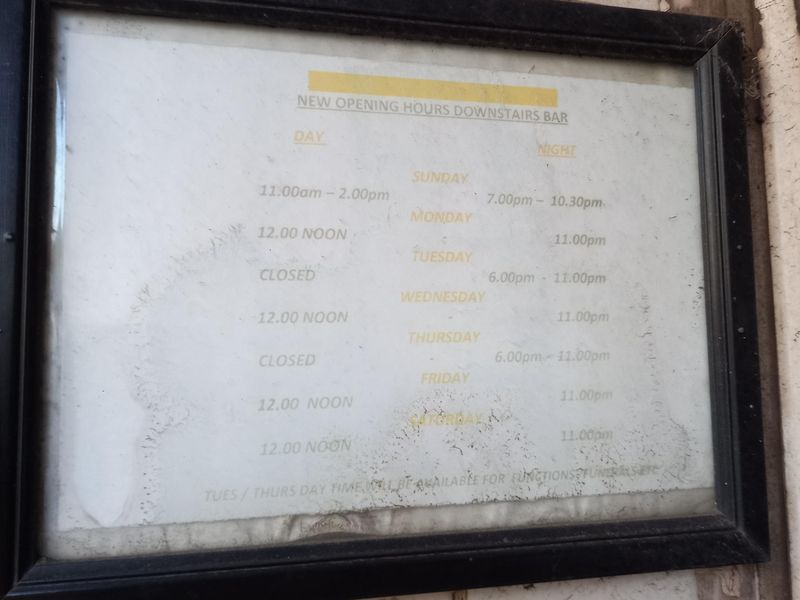 NEW OPENING HOURS DOWNSTAIRS BAR
DAY NIGHT
SUNDAY
11.00am – 2.00pm 7.00pm – 10.30pm
MONDAY
12.00 NOON - 11.00pm
TUESDAY
CLOSED 6.00pm - 11.00pm
WEDNESDAY
12.00 NOON - 11.00pm
THURSDAY
CLOSED - 6.00pm - 11.00pm
FRIDAY
12.00 NOON - 11.00pm
SATURDAY
12.00 NOON - 11.00pm
TUES / THURS DAY TIME WILL BE AVAILABLE FOR FUNCTIONS, FUNERALS ETC